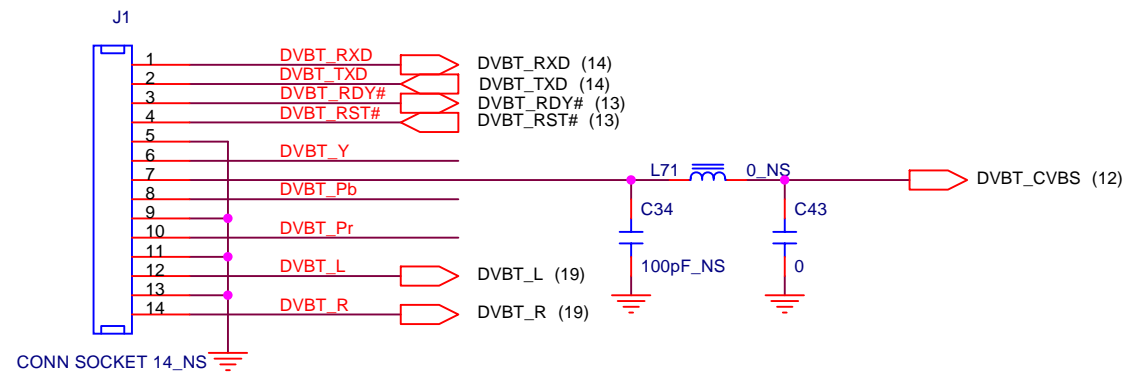 J1
1 DVBT_RXD DVBT_RXD (14)
2 DVBT_TXD DVBT_TXD (14)
3 DVBT_RDY# DVBT_RDY# (13)
4 DVBT_RST# DVBT_RST# (13)
5
6 DVBT_Y
7 L71 0_NS DVBT_CVBS (12)
8 DVBT_Pb
9 C34 C43
10 DVBT_Pr
11 100pF_NS 0
12 DVBT_L DVBT_L (19)
13
14 DVBT_R DVBT_R (19)
CONN SOCKET 14_NS